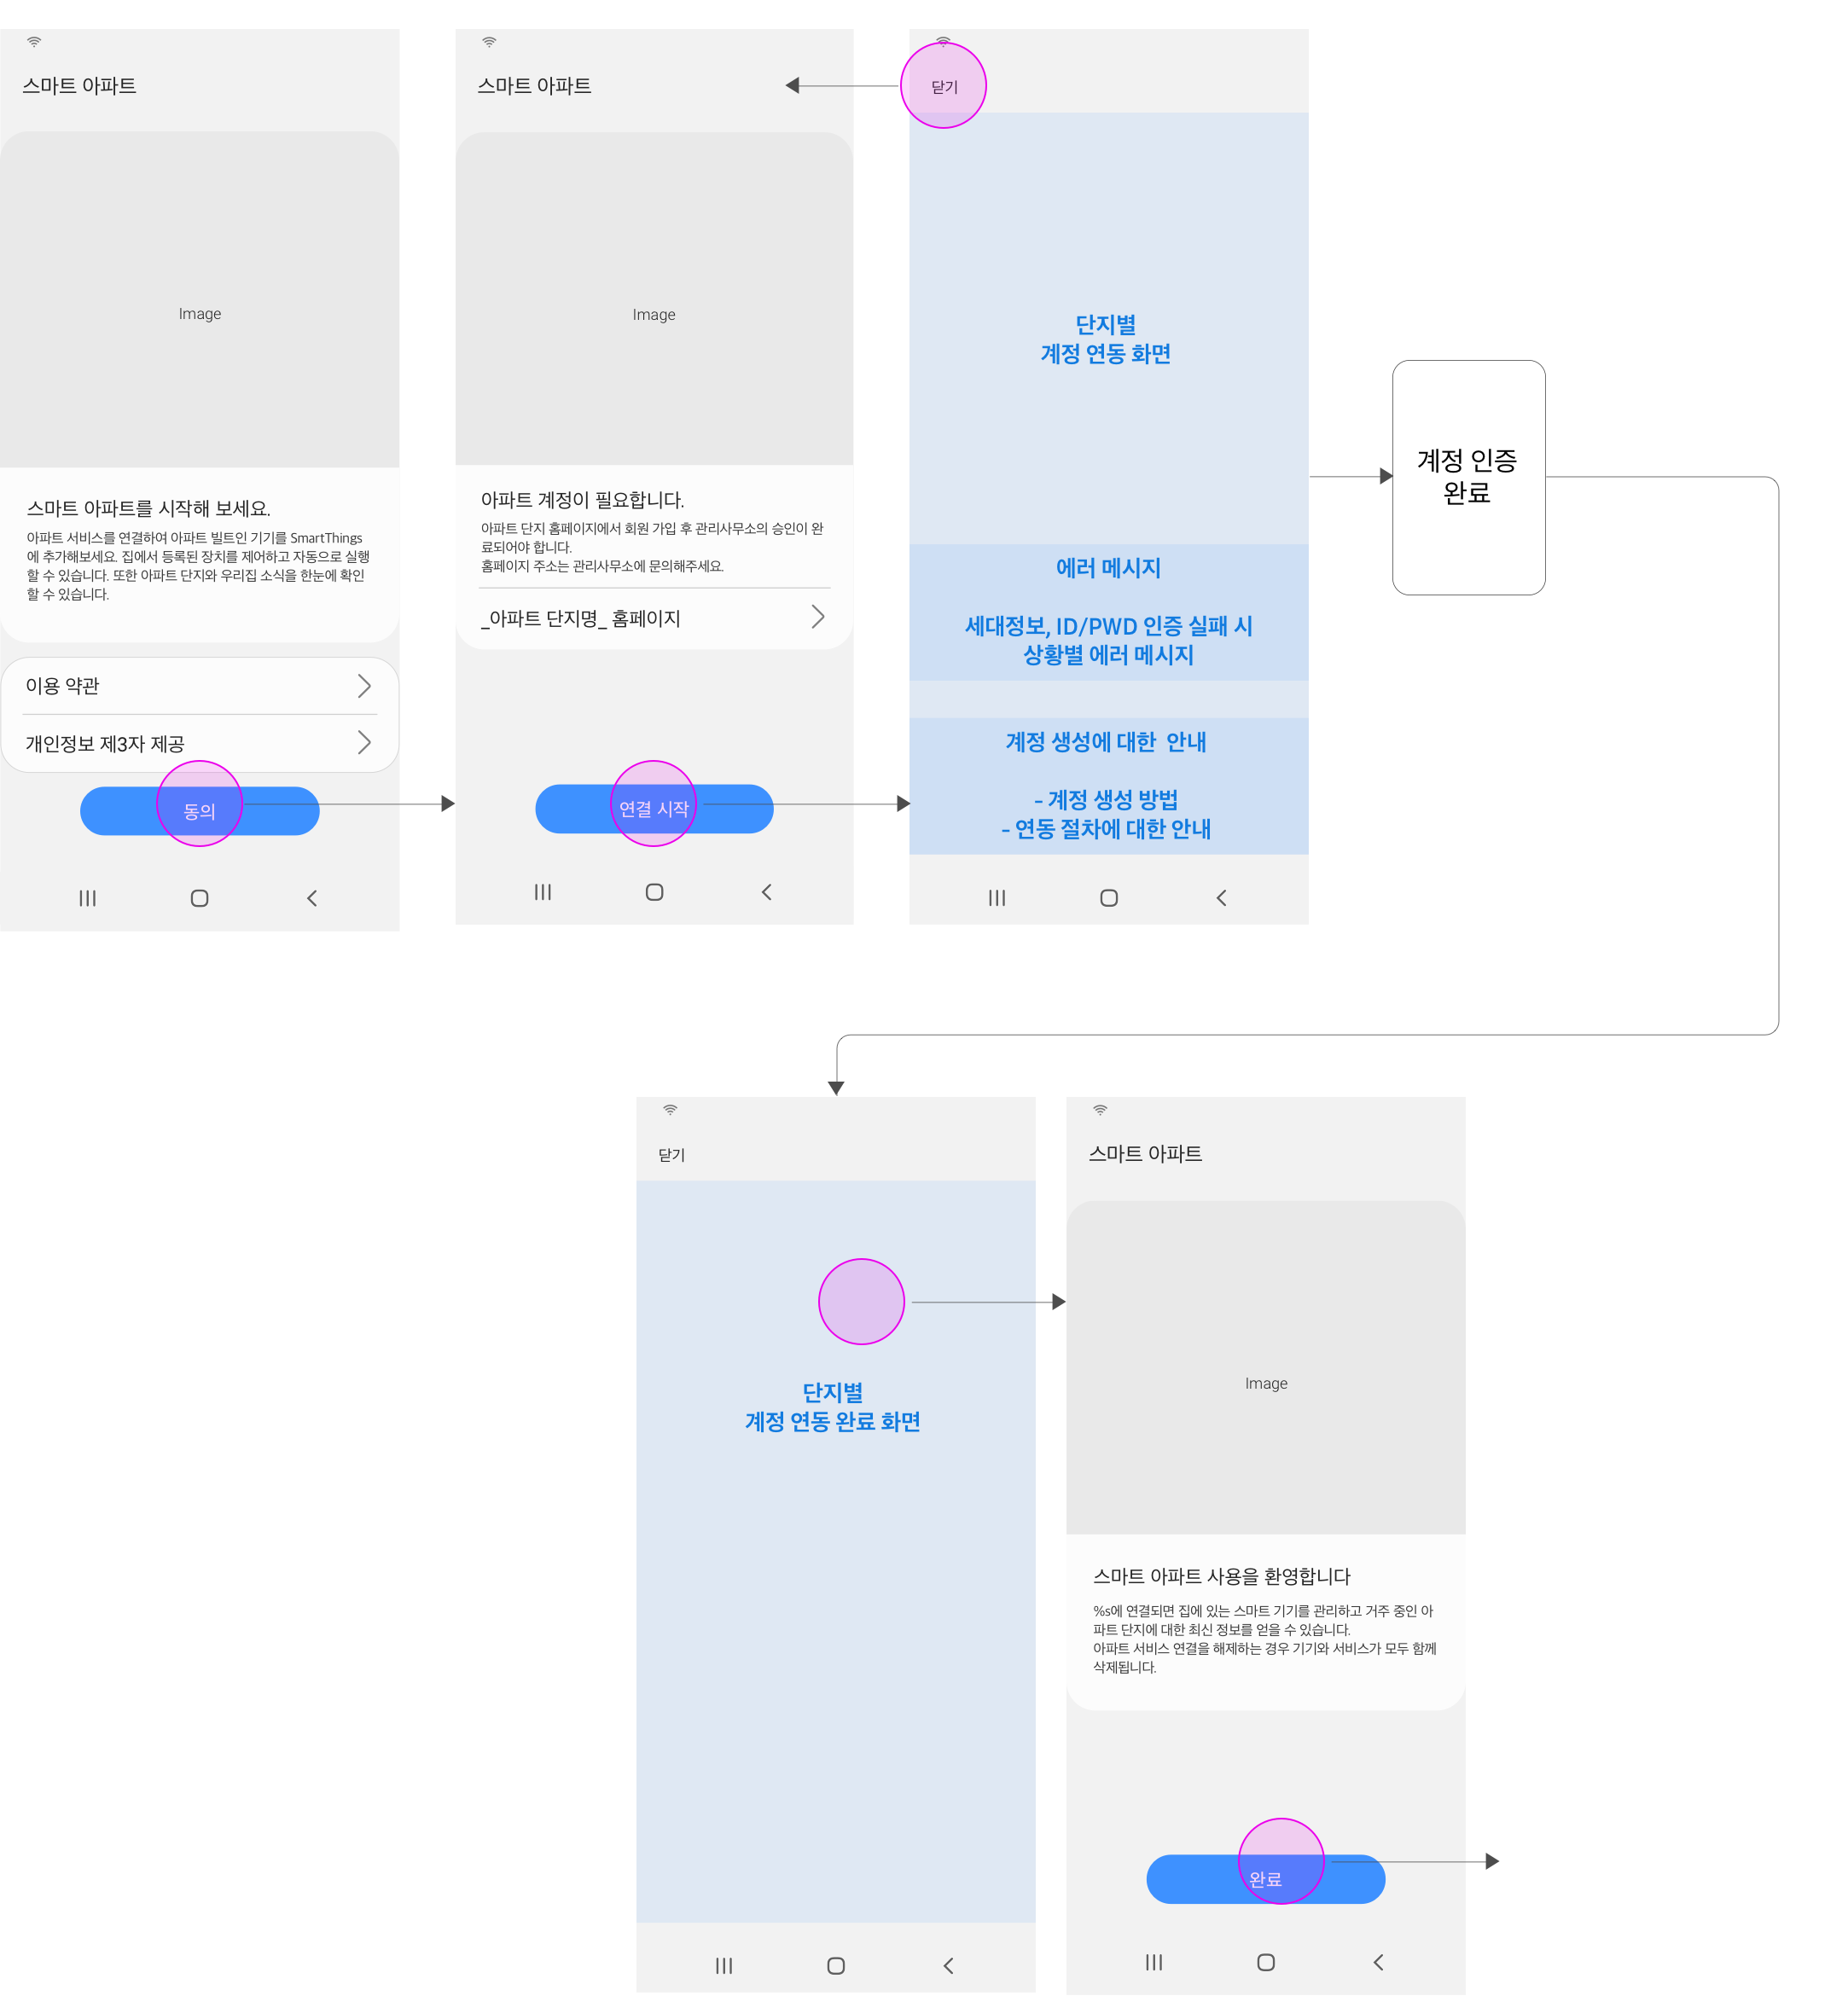 스마트 아파트
Image
스마트 아파트를 시작해 보세요.
아파트 서비스를 연결하여 아파트 빌트인 기기를 SmartThings
에 추가해보세요. 집에서 등록된 장치를 제어하고 자동으로 실행
할 수 있습니다. 또한 아파트 단지와 우리집 소식을 한눈에 확인
할 수 있습니다.
이용 약관
개인정보 제3자 제공
동의
스마트 아파트
Image
아파트 계정이 필요합니다.
아파트 단지 홈페이지에서 회원 가입 후 관리사무소의 승인이 완
료되어야 합니다.
홈페이지 주소는 관리사무소에 문의해주세요.
_아파트 단지명_ 홈페이지
연결 시작
닫기
단지별
계정 연동 화면
에러 메시지
세대정보, ID/PWD 인증 실패 시
상황별 에러 메시지
계정 생성에 대한 안내
- 계정 생성 방법
- 연동 절차에 대한 안내
계정 인증
완료
닫기
단지별
계정 연동 완료 화면
스마트 아파트
Image
스마트 아파트 사용을 환영합니다
%s에 연결되면 집에 있는 스마트 기기를 관리하고 거주 중인 아
파트 단지에 대한 최신 정보를 얻을 수 있습니다.
아파트 서비스 연결을 해제하는 경우 기기와 서비스가 모두 함께
삭제됩니다.
완료